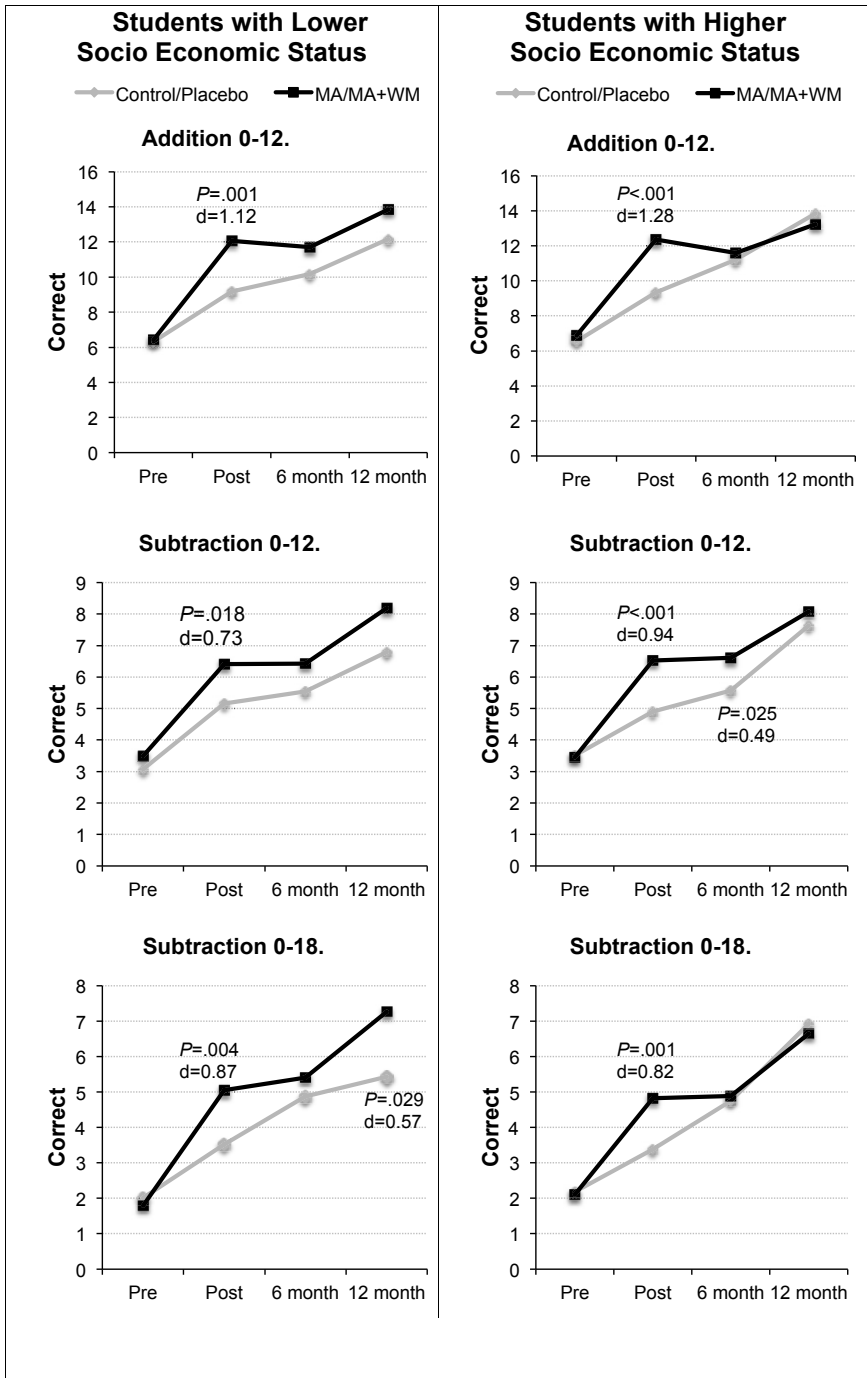 Students with Lower
Socio Economic Status
Control/Placebo MA/MA+WM
Addition 0-12.
16
14
12
10
8
6
4
2
0
Correct
P=.001
d=1.12
Pre Post 6 month 12 month
Subtraction 0-12.
9
8
7
6
5
4
3
2
1
0
Correct
P=.018
d=0.73
Pre Post 6 month 12 month
Subtraction 0-18.
8
7
6
5
4
3
2
1
0
Correct
P=.004
d=0.87
P=.029
d=0.57
Pre Post 6 month 12 month
Students with Higher
Socio Economic Status
Control/Placebo MA/MA+WM
Addition 0-12.
16
14
12
10
8
6
4
2
0
Correct
P<.001
d=1.28
Pre Post 6 month 12 month
Subtraction 0-12.
9
8
7
6
5
4
3
2
1
0
Correct
P<.001
d=0.94
P=.025
d=0.49
Pre Post 6 month 12 month
Subtraction 0-18.
8
7
6
5
4
3
2
1
0
Correct
P=.001
d=0.82
Pre Post 6 month 12 month